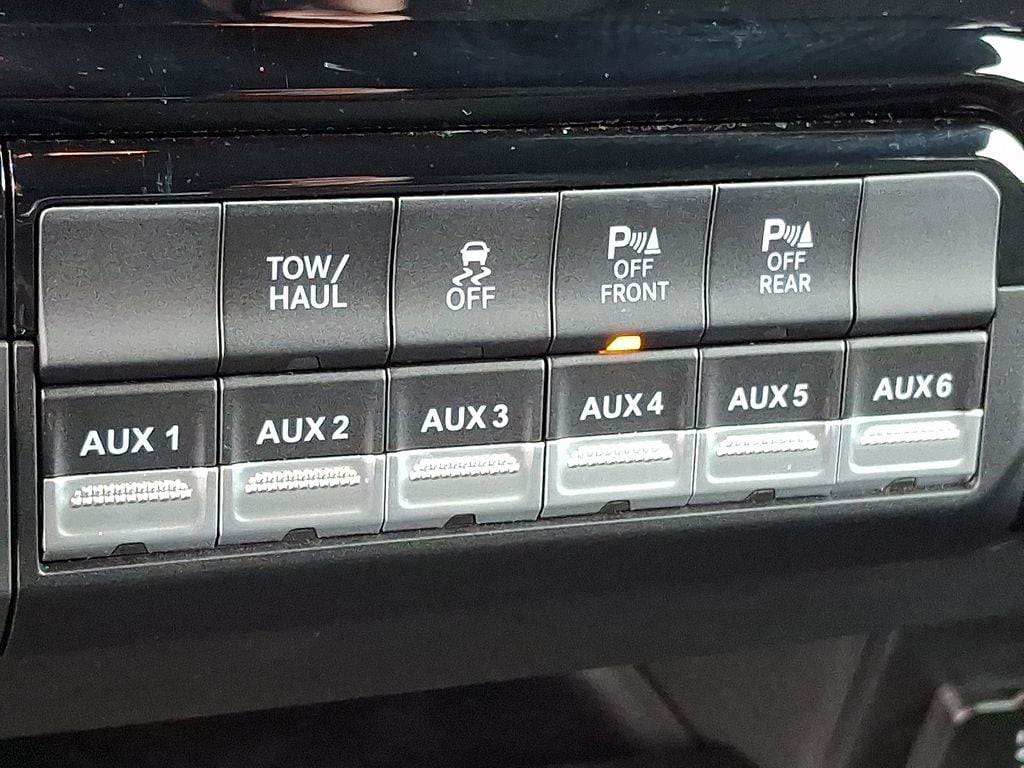 TOW/
HAUL
OFF
P
OFF
FRONT
P
OFF
REAR
AUX 1
AUX 2
AUX 3
AUX 4
AUX 5
AUX 6